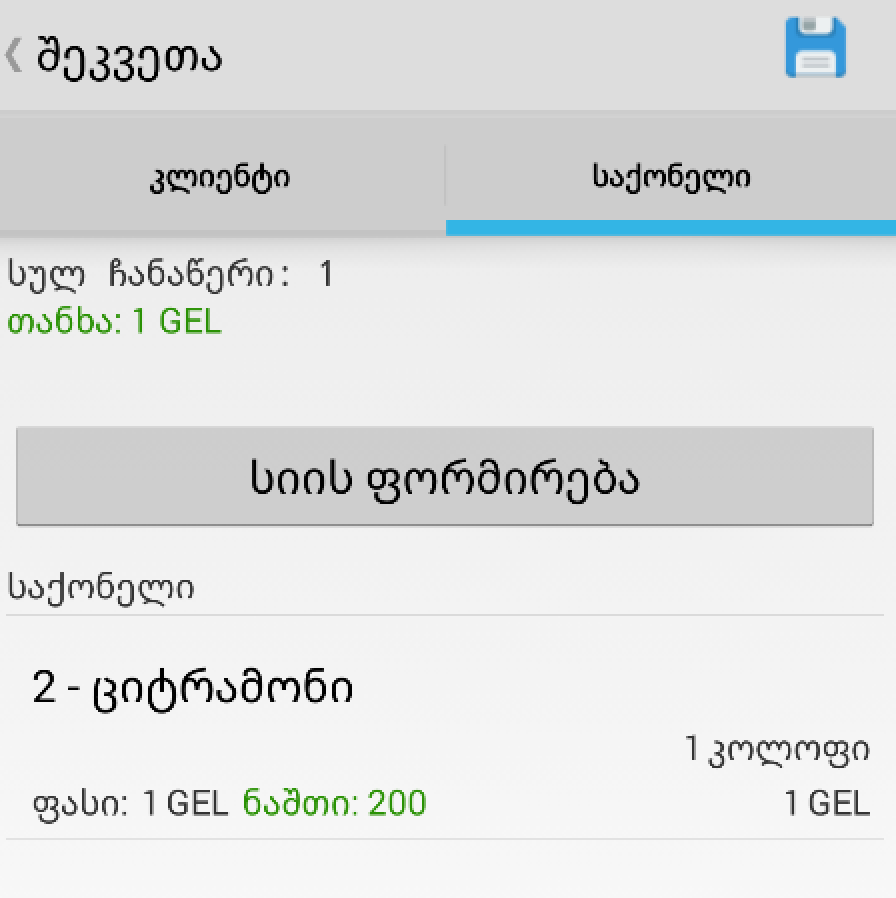 შეკვეთა
კლიენტი
საქონელი
სულ ჩანაწერი: 1
თანხა: 1 GEL
სიის ფორმირება
საქონელი
2 - ციტრამონი
1 კოლოფი
ფასი: 1 GEL ნაშთი: 200
1 GEL